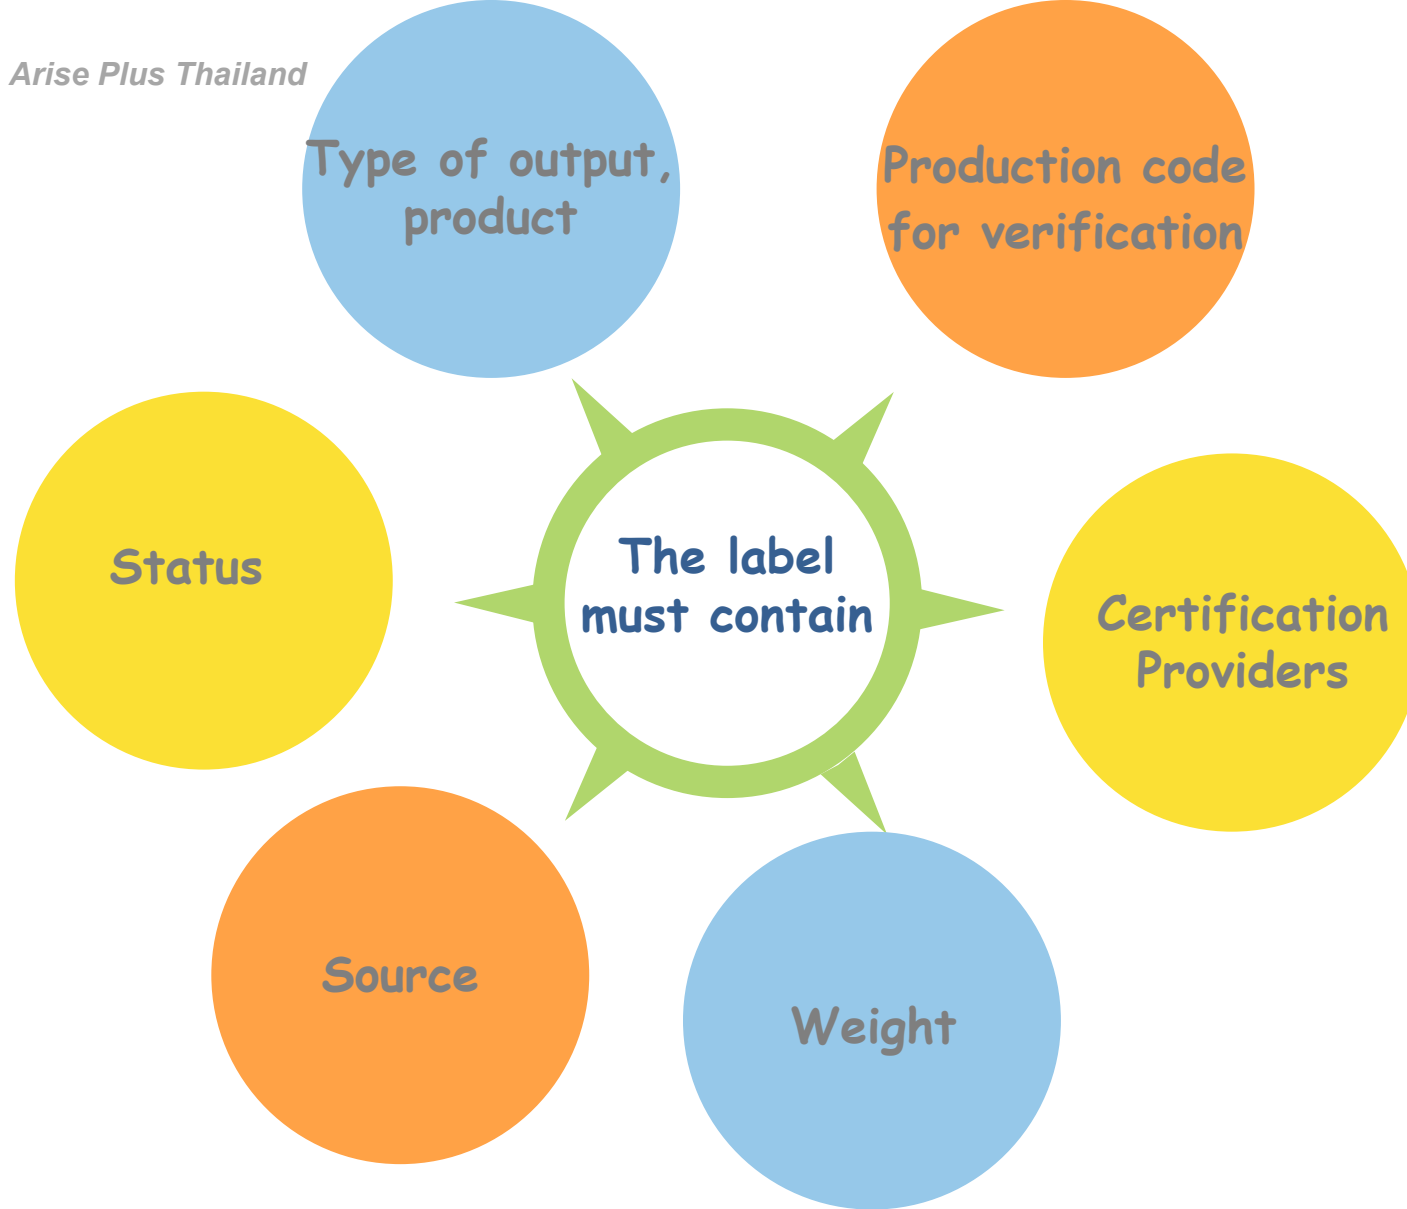 Arise Plus Thailand
Type of output,
product
Production code
for verification
Status
The label
must contain
Certification
Providers
Source
Weight